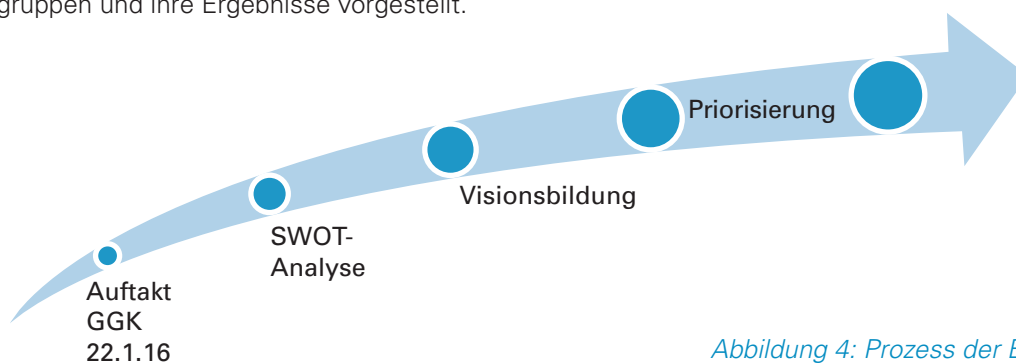 gruppen und ihre Ergebnisse vorgestellt.
Priorisierung
Visionsbildung
SWOT-
Analyse
Auftakt
GGK
22.1.16
Abbildung 4: Prozess der